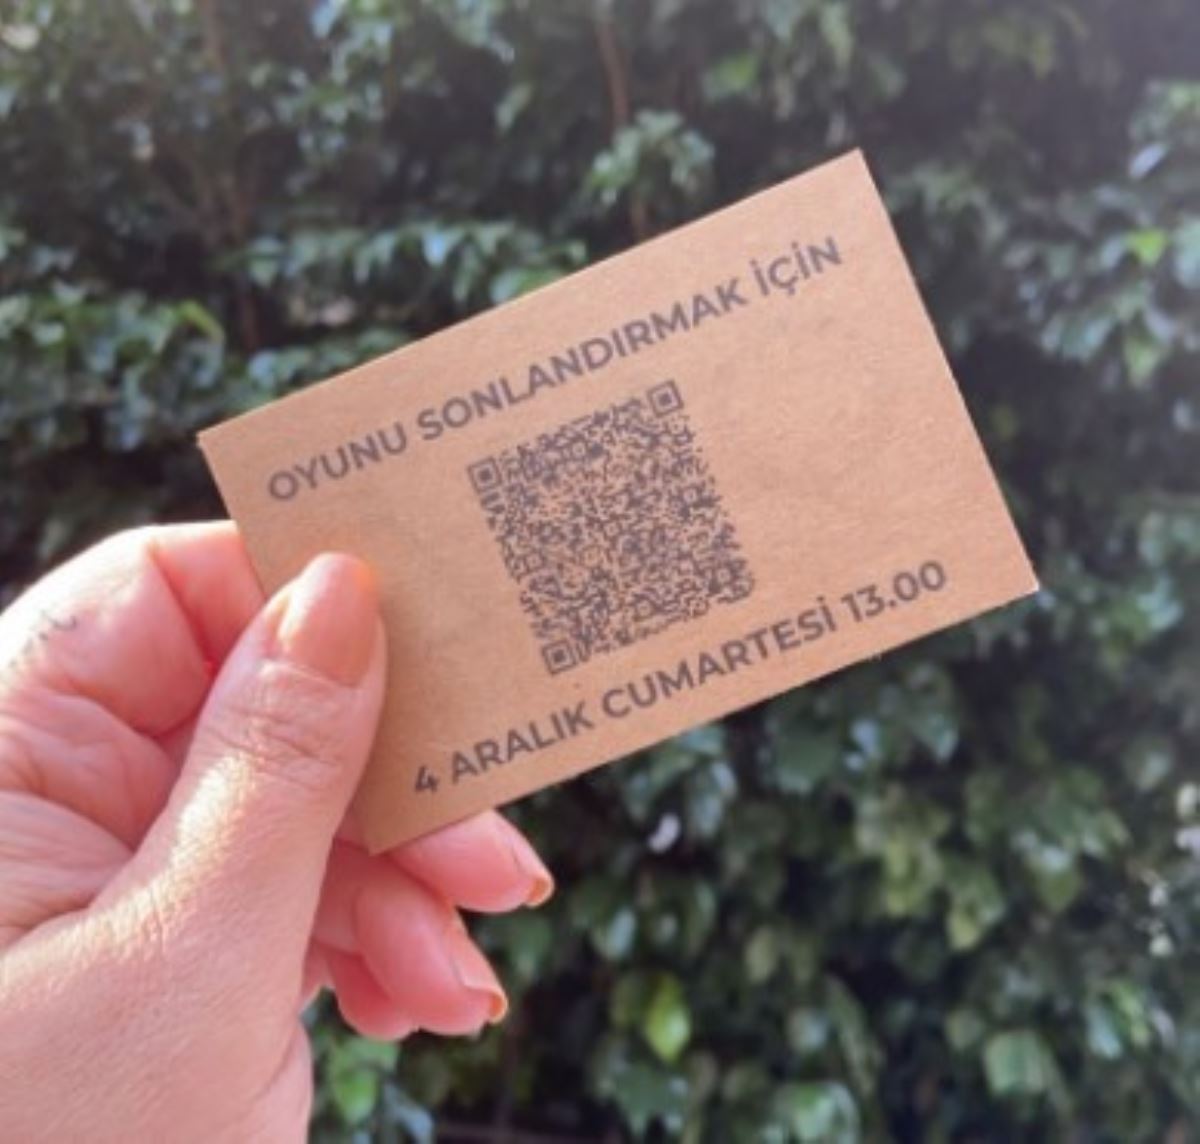 OYUNU SONLANDIRMAK İÇİN
4 ARALIK CUMARTESİ 13.00